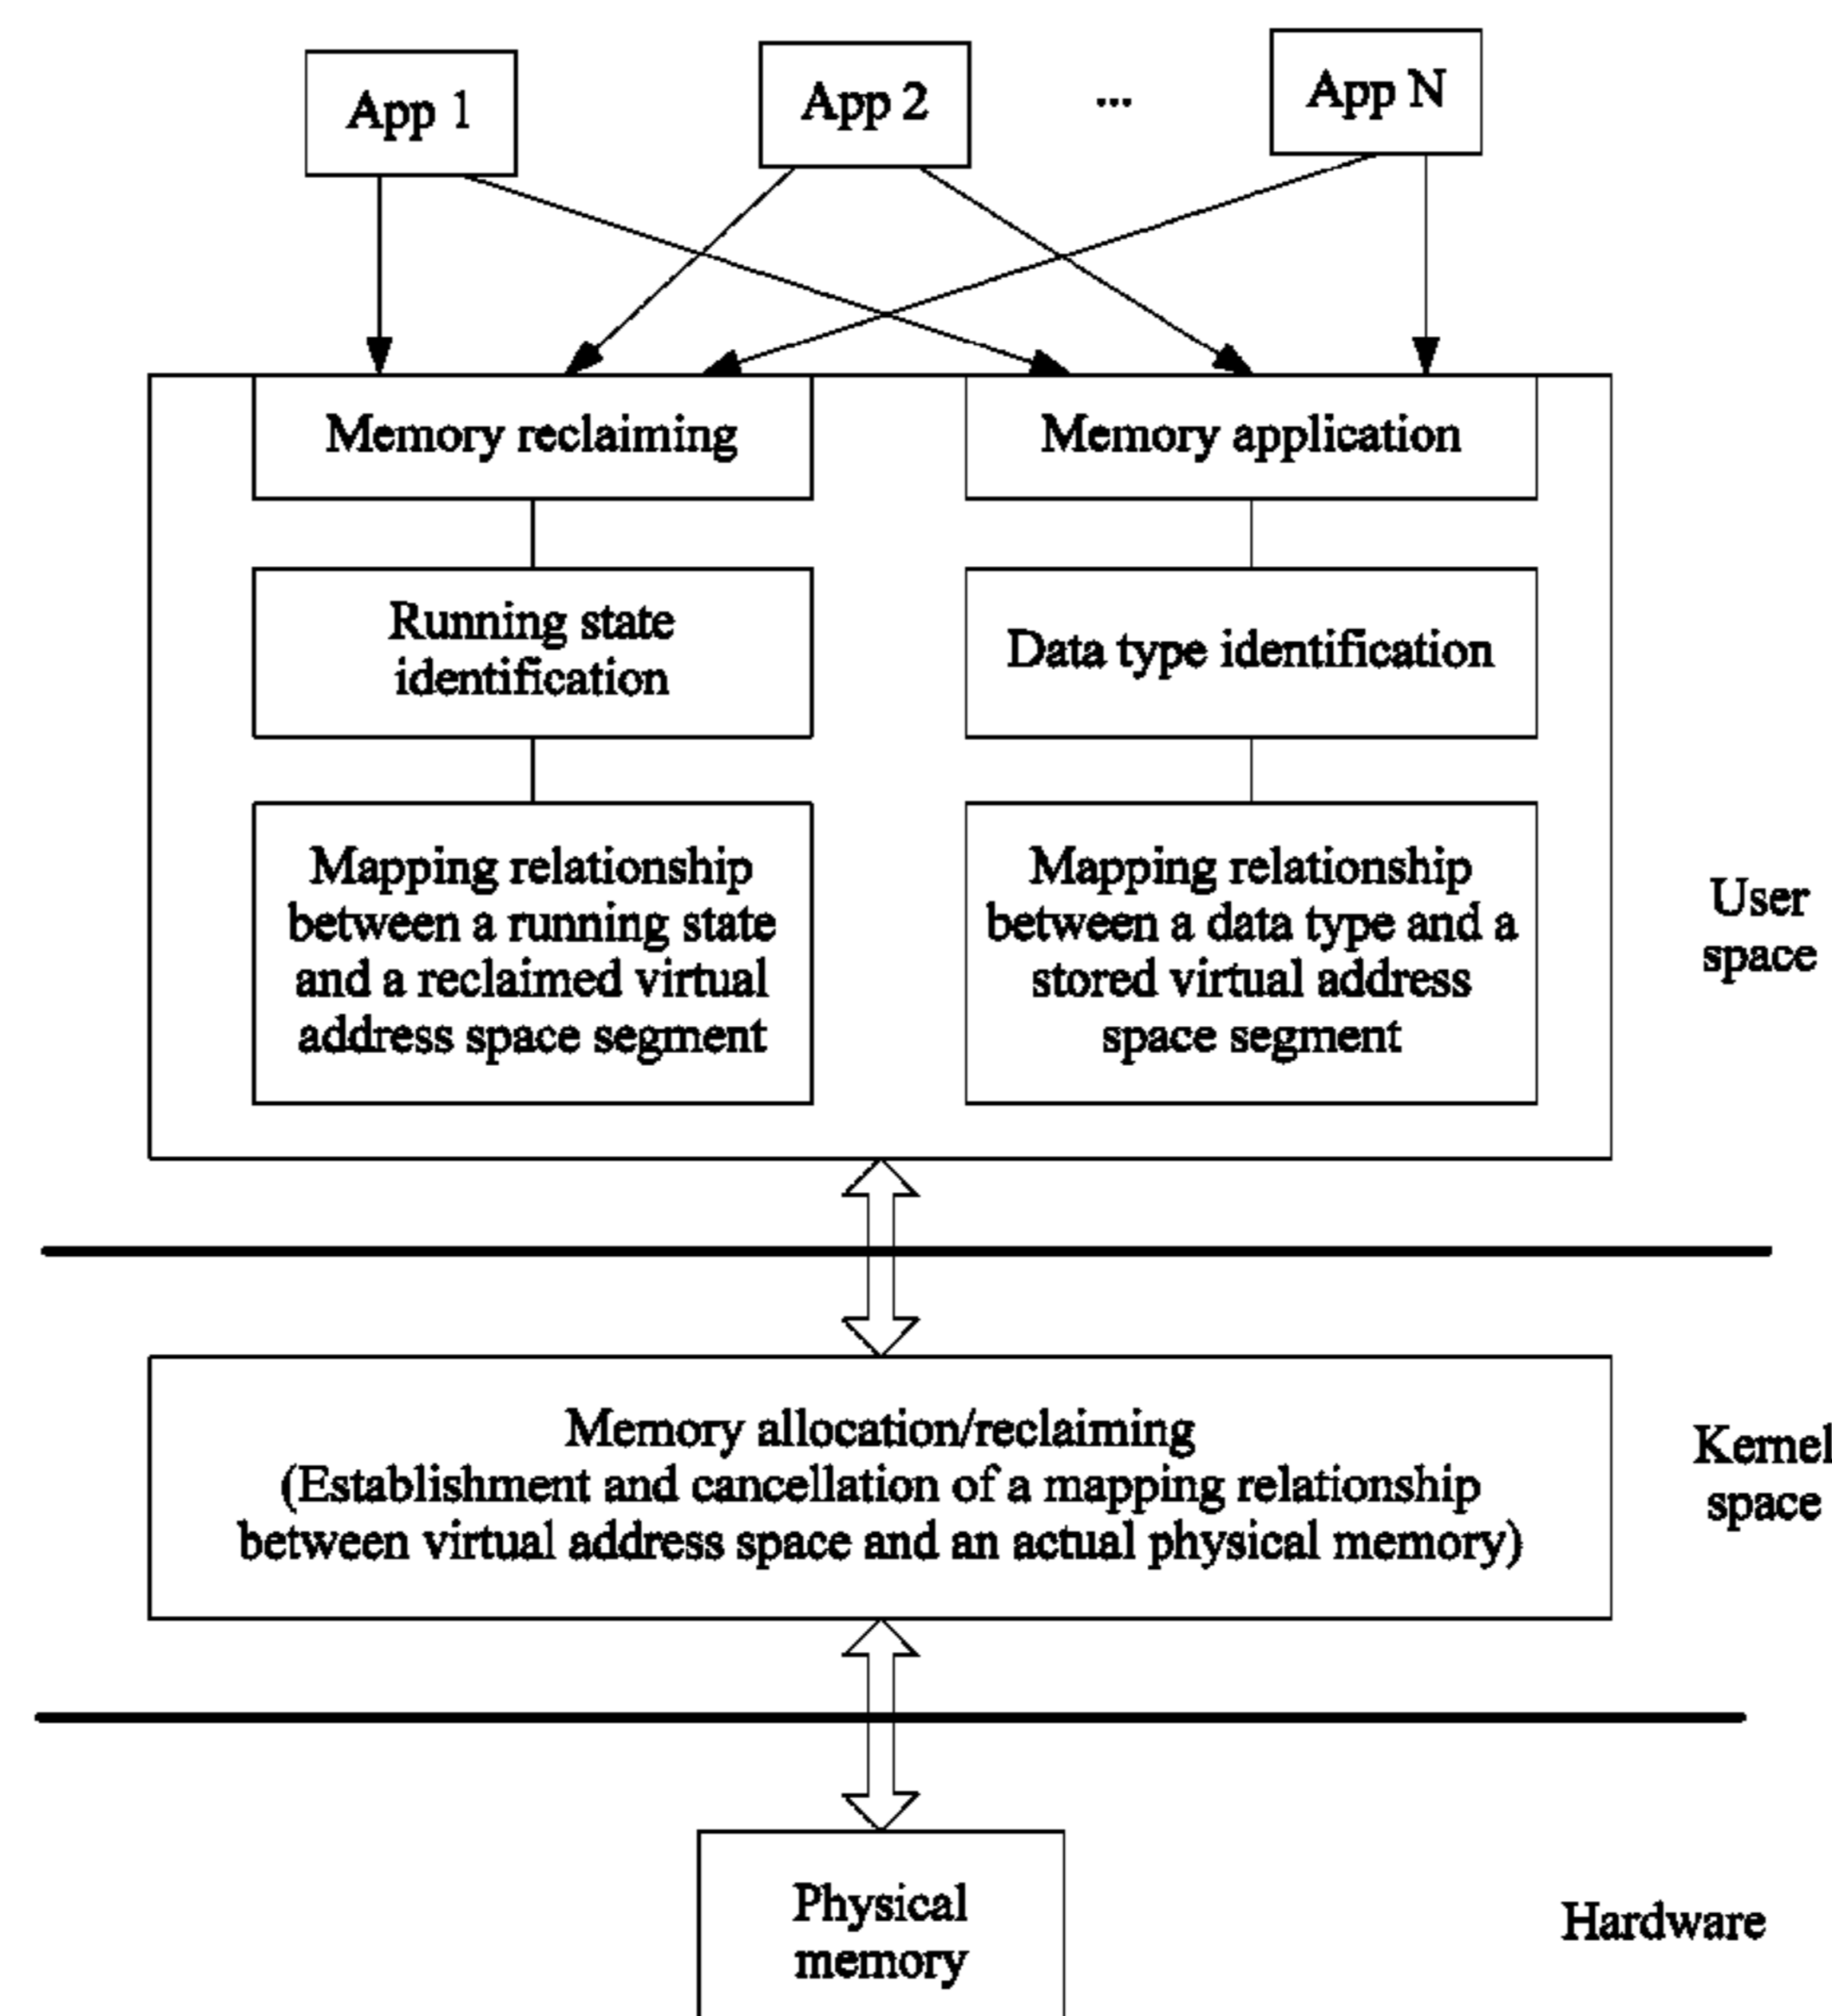 App 1
App 2
...
App N
Memory reclaiming
Memory application
Running state
identification
Data type identification
Mapping relationship
between a running state
and a reclaimed virtual
address space segment
Mapping relationship
between a data type and a
stored virtual address
space segment
User
space
Memory allocation/reclaiming
(Establishment and cancellation of a mapping relationship
between virtual address space and an actual physical memory)
Kernel
space
Physical
memory
Hardware